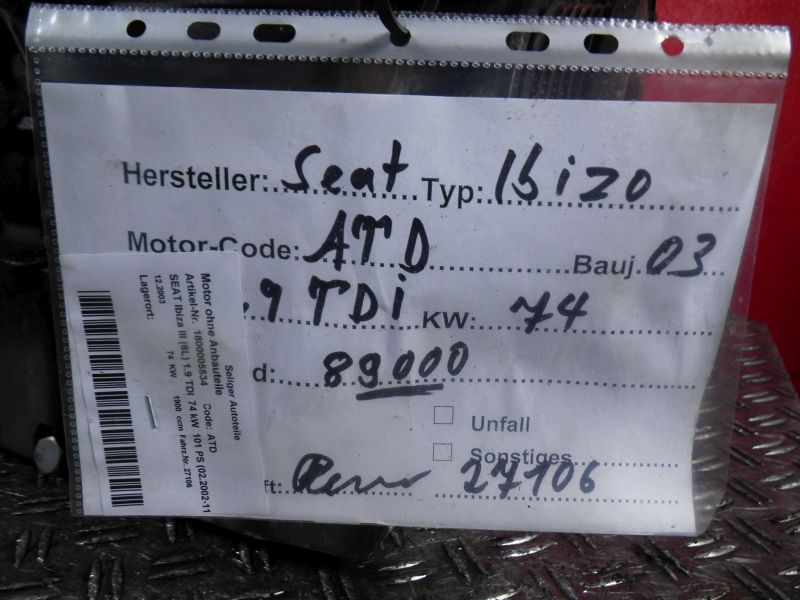 Hersteller: Seat Typ: Ibiza
Motor-Code: ATD Bauj. 03
.9 TDi KW: 74
d: 89000
Unfall
Sonstiges
ft: 27106
Seliger Autoteile
Motor ohne Anbauteile
Artikel-Nr. 1800005534 Code: ATD
SEAT Ibiza III (6L) 1.9 TDI 74 kW 101 PS (02.2002-11
74 KW 1900 ccm Fahrz.Nr. 27106
12.2003
Lagerort: